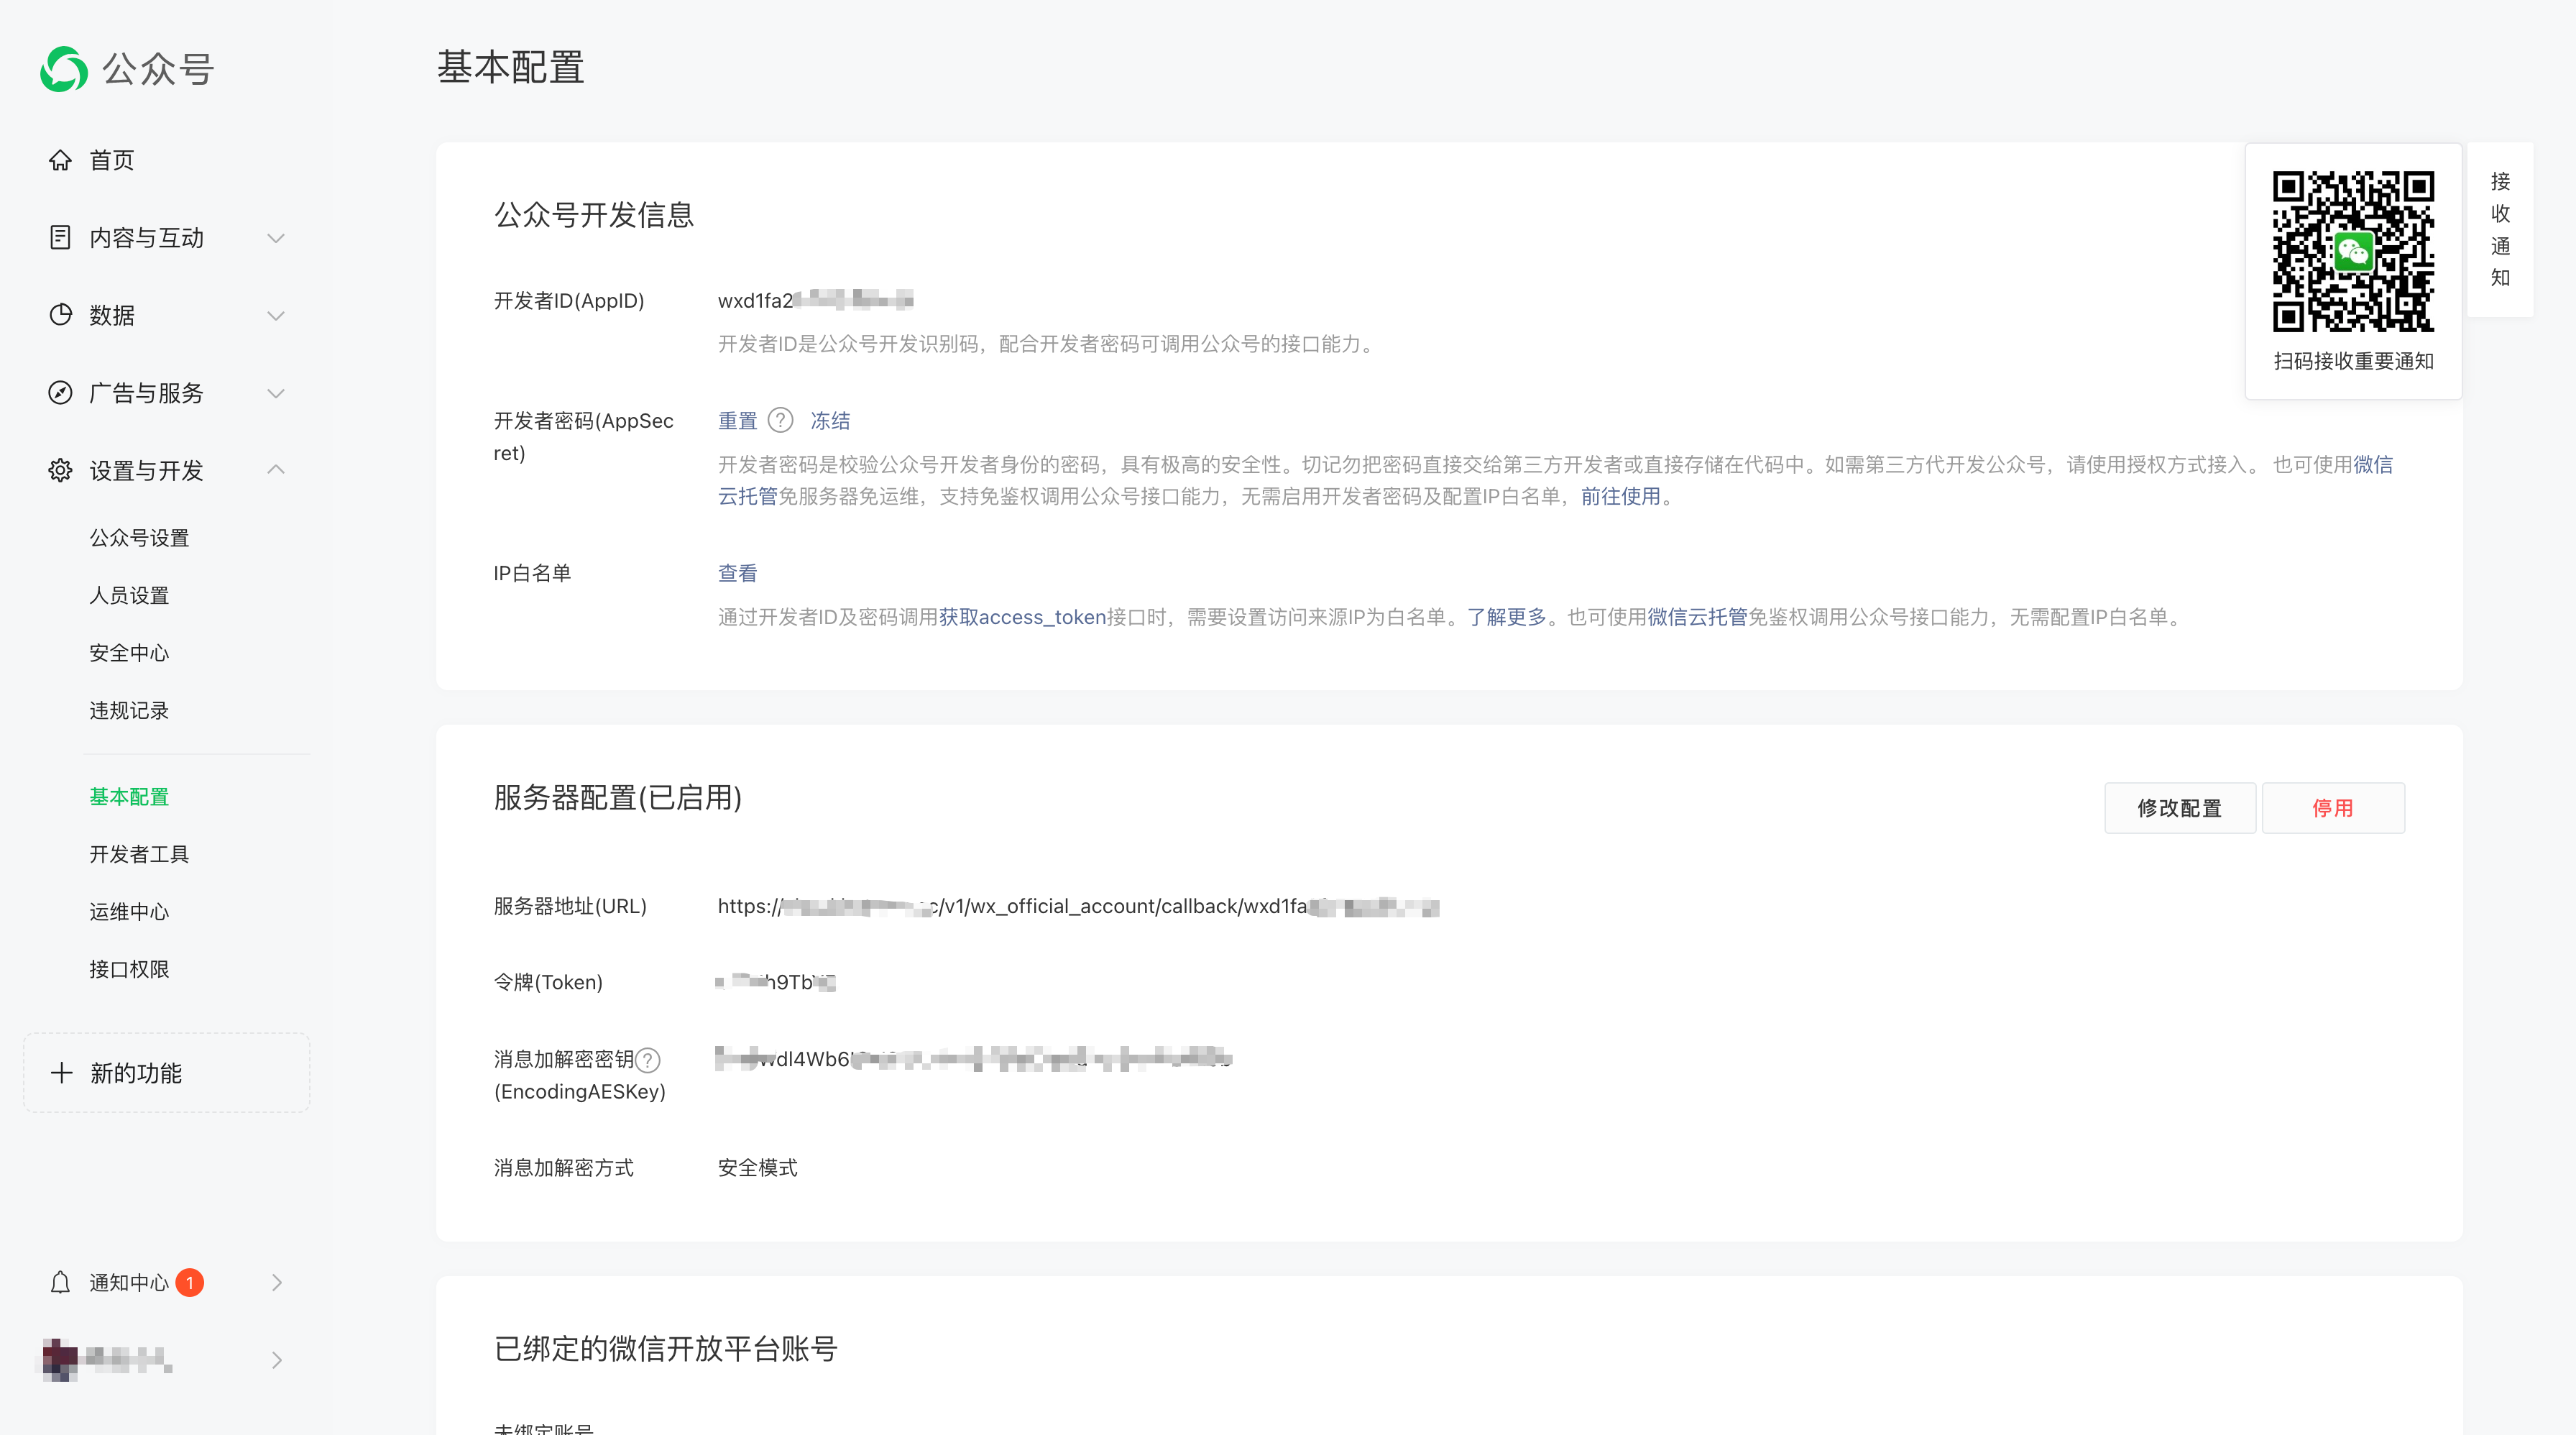 公众号
首页
内容与互动
数据
广告与服务
设置与开发
公众号设置
人员设置
安全中心
违规记录
基本配置
开发者工具
运维中心
接口权限
新的功能
通知中心 1
基本配置
公众号开发信息
开发者ID(AppID) wxd1fa2
开发者ID是公众号开发识别码，配合开发者密码可调用公众号的接口能力。
开发者密码(AppSec
ret)
重置 ? 冻结
开发者密码是校验公众号开发者身份的密码，具有极高的安全性。切记勿把密码直接交给第三方开发者或直接存储在代码中。如需第三方代开发公众号，请使用授权方式接入。 也可使用微信
云托管免服务器免运维，支持免鉴权调用公众号接口能力，无需启用开发者密码及配置IP白名单，前往使用。
IP白名单 查看
通过开发者ID及密码调用获取access_token接口时，需要设置访问来源IP为白名单。了解更多。也可使用微信云托管免鉴权调用公众号接口能力，无需配置IP白名单。
扫码接收重要通知
接收通知
服务器配置(已启用)
修改配置 停用
服务器地址(URL) https:// c/v1/wx_official_account/callback/wxd1fa
令牌(Token) h9Tb
消息加解密密钥?
(EncodingAESKey)
wdl4Wb6
消息加解密方式 安全模式
已绑定的微信开放平台账号
未绑定账号